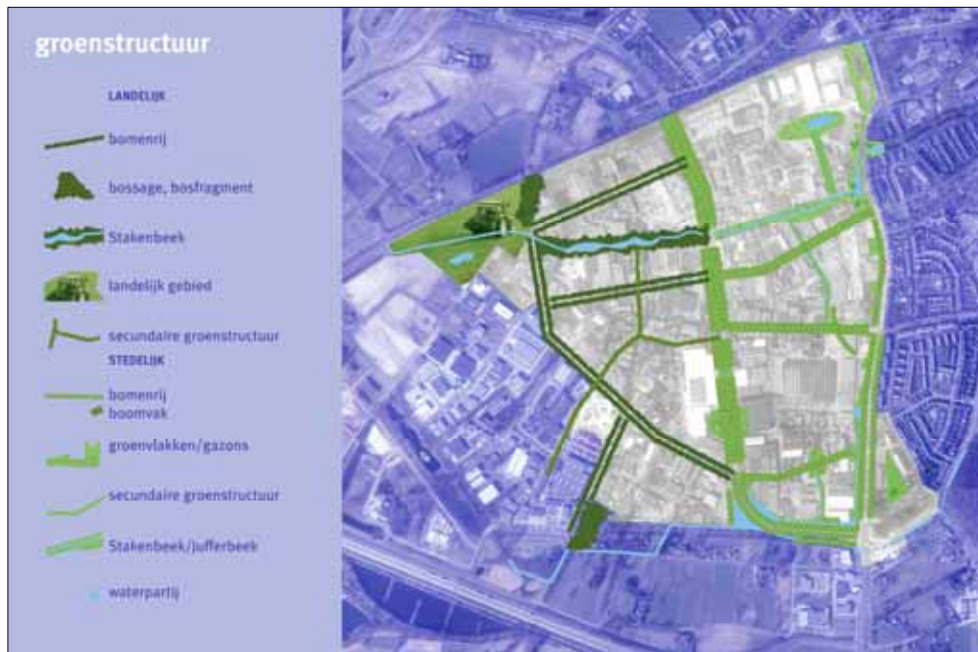 groenstructuur
LANDELIJK
bomenrij
bossage, bosfragment
Stakenbeek
landelijk gebied
secundaire groenstructuur
STEDELIJK
bomenrij
boomvak
groenvlakken/gazons
secundaire groenstructuur
Stakenbeek/Jufferbeek
waterpartij